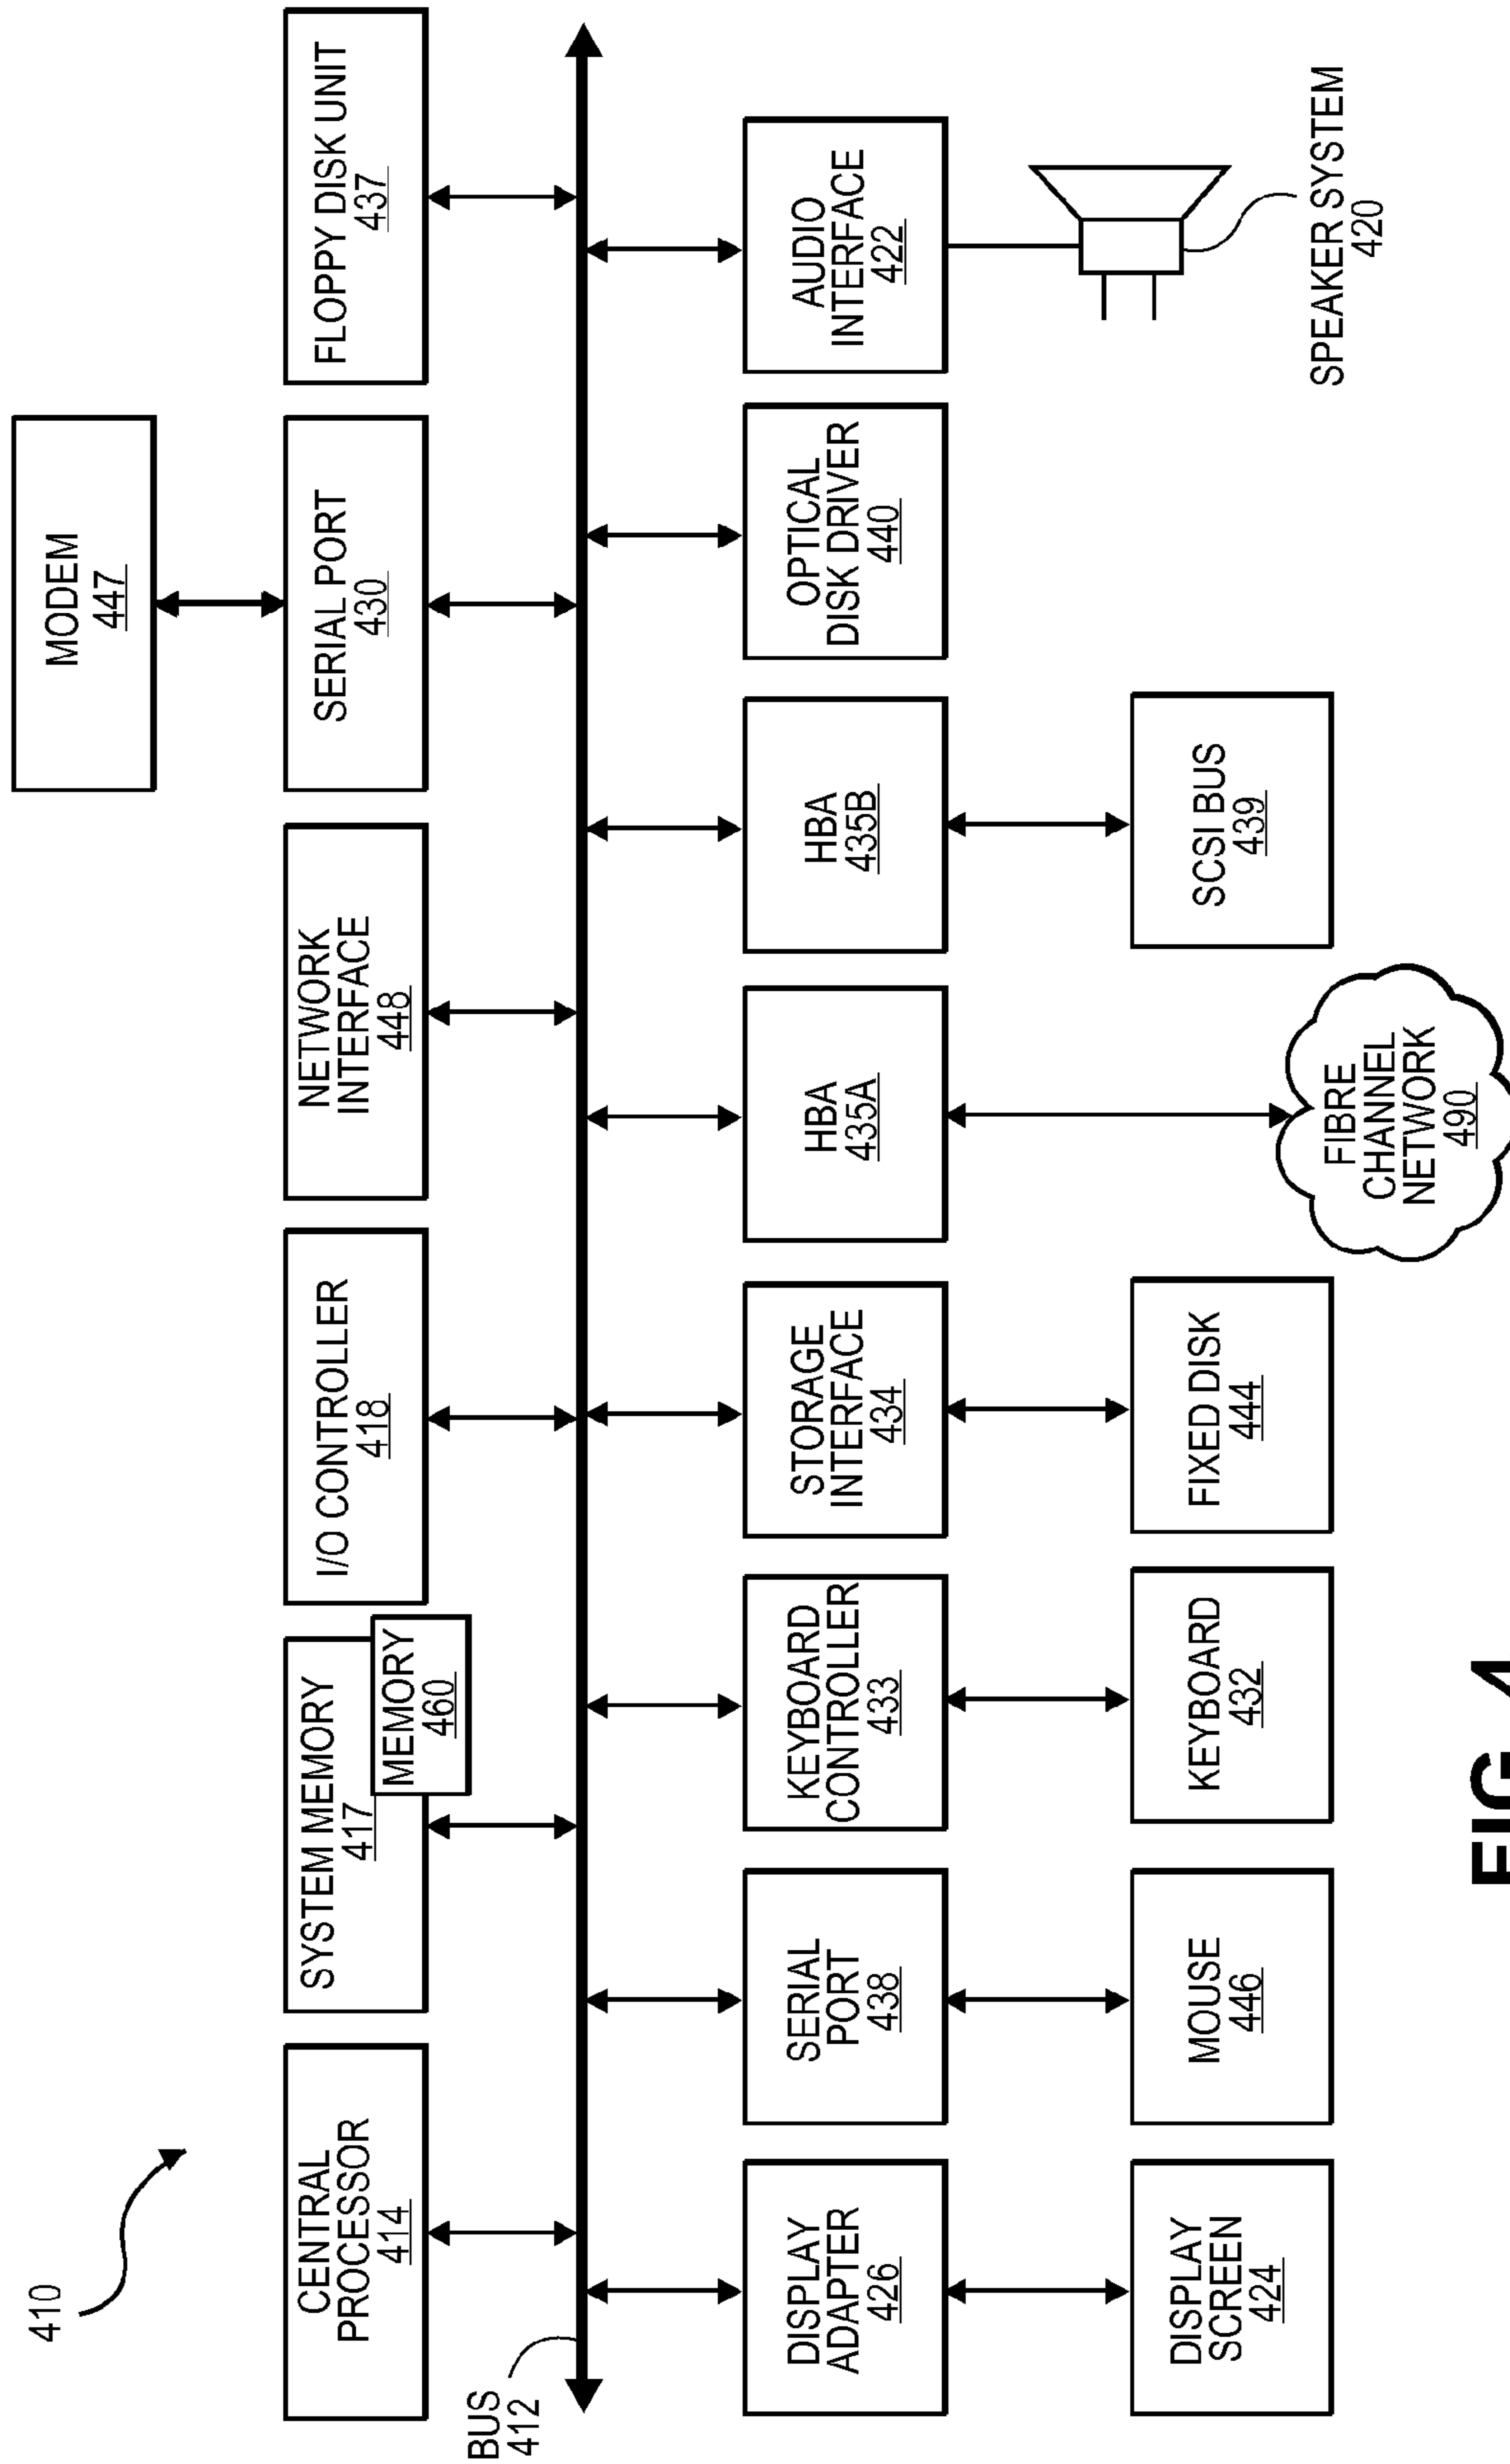 410
MODEM
447
CENTRAL
PROCESSOR
414
SYSTEM MEMORY
417
MEMORY
460
I/O CONTROLLER
418
NETWORK
INTERFACE
448
SERIAL PORT
430
FLOPPY DISK UNIT
437
BUS
412
DISPLAY
ADAPTER
426
SERIAL
PORT
438
KEYBOARD
CONTROLLER
433
STORAGE
INTERFACE
434
HBA
435A
HBA
435B
OPTICAL
DISK DRIVER
440
AUDIO
INTERFACE
422
DISPLAY
SCREEN
424
MOUSE
446
KEYBOARD
432
FIXED DISK
444
FIBRE
CHANNEL
NETWORK
490
SCSI BUS
439
SPEAKER SYSTEM
420
FIG. 4